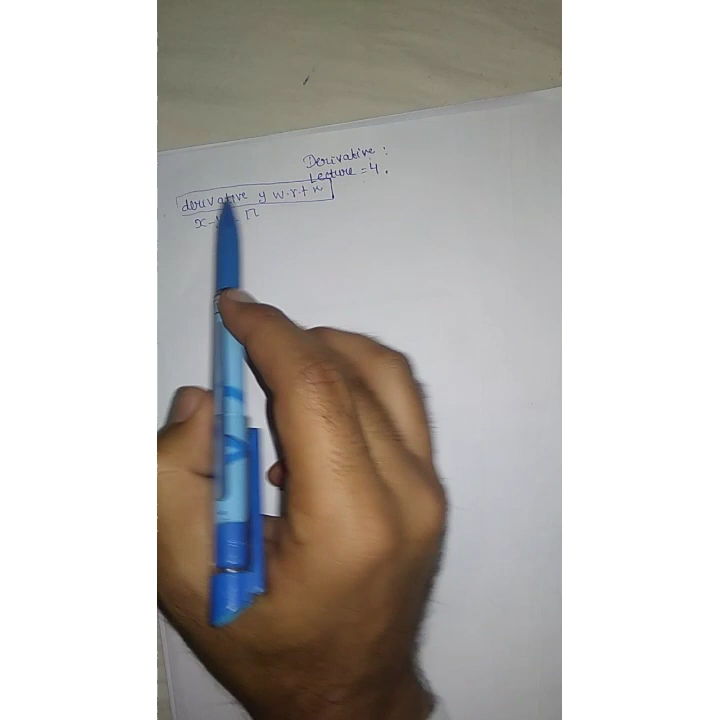 Derivative :
Lecture = 4 .
derivative y w-r-t x
x - y = π